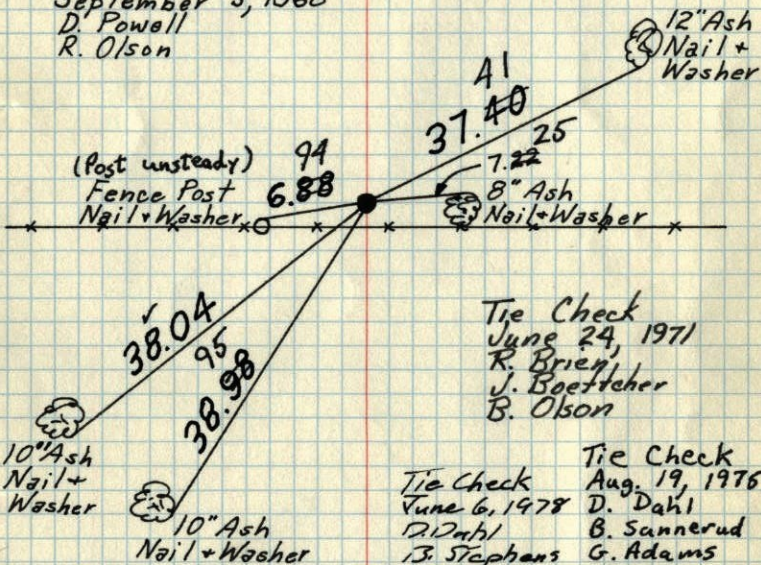 September 3, 1968
D. Powell
R. Olson
12" Ash
Nail +
Washer
41
37.40
25
7.22
(Post unsteady)
Fence Post
Nail + Washer
94
6.88
8" Ash
Nail + Washer
✓
38.04
95
38.98
10" Ash
Nail +
Washer
10" Ash
Nail + Washer
Tie Check
June 24, 1971
R. Brien,
J. Boettcher
B. Olson
Tie Check
June 6, 1978
D. Dahl
B. Stephens
Tie Check
Aug. 19, 1976
D. Dahl
B. Sannerud
G. Adams